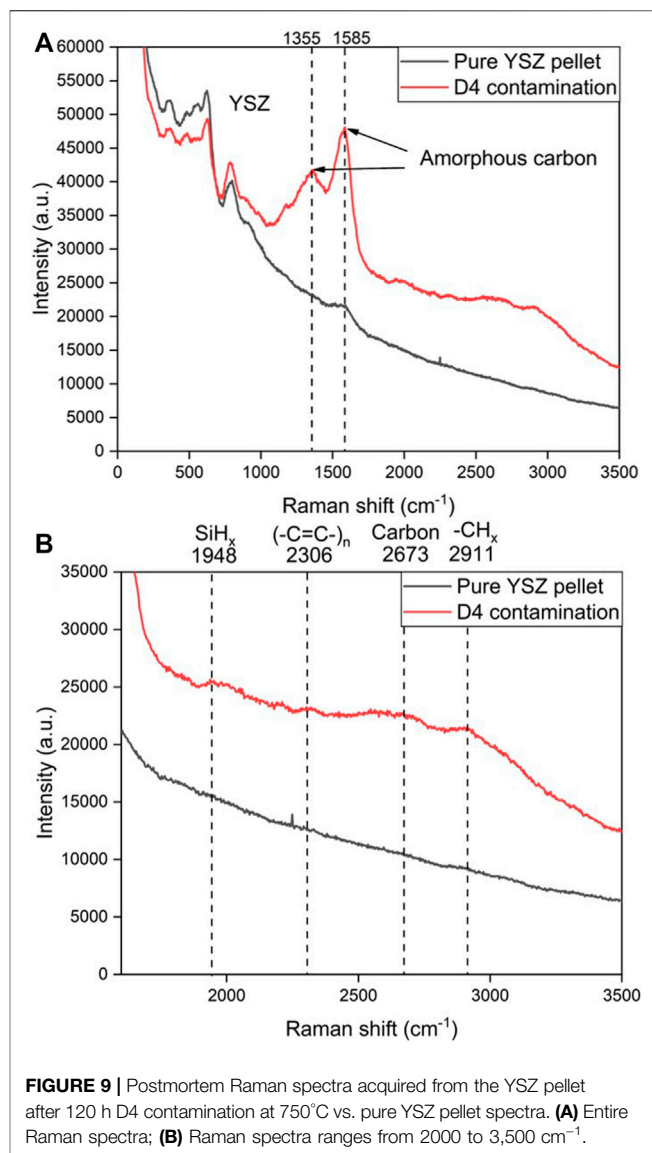 A
1355 1585
60000
55000
50000
45000
40000
35000
30000
25000
20000
15000
10000
5000
0
Intensity (a.u.)
YSZ
Pure YSZ pellet
D4 contamination
Amorphous carbon
0 500 1000 1500 2000 2500 3000 3500
Raman shift (cm⁻¹)
B
SiHₓ (-C=C-)ₙ Carbon -CHₓ
1948 2306 2673 2911
35000
30000
25000
20000
15000
10000
5000
0
Intensity (a.u.)
Pure YSZ pellet
D4 contamination
2000 2500 3000 3500
Raman shift (cm⁻¹)
FIGURE 9 | Postmortem Raman spectra acquired from the YSZ pellet
after 120 h D4 contamination at 750°C vs. pure YSZ pellet spectra. (A) Entire
Raman spectra; (B) Raman spectra ranges from 2000 to 3,500 cm⁻¹.